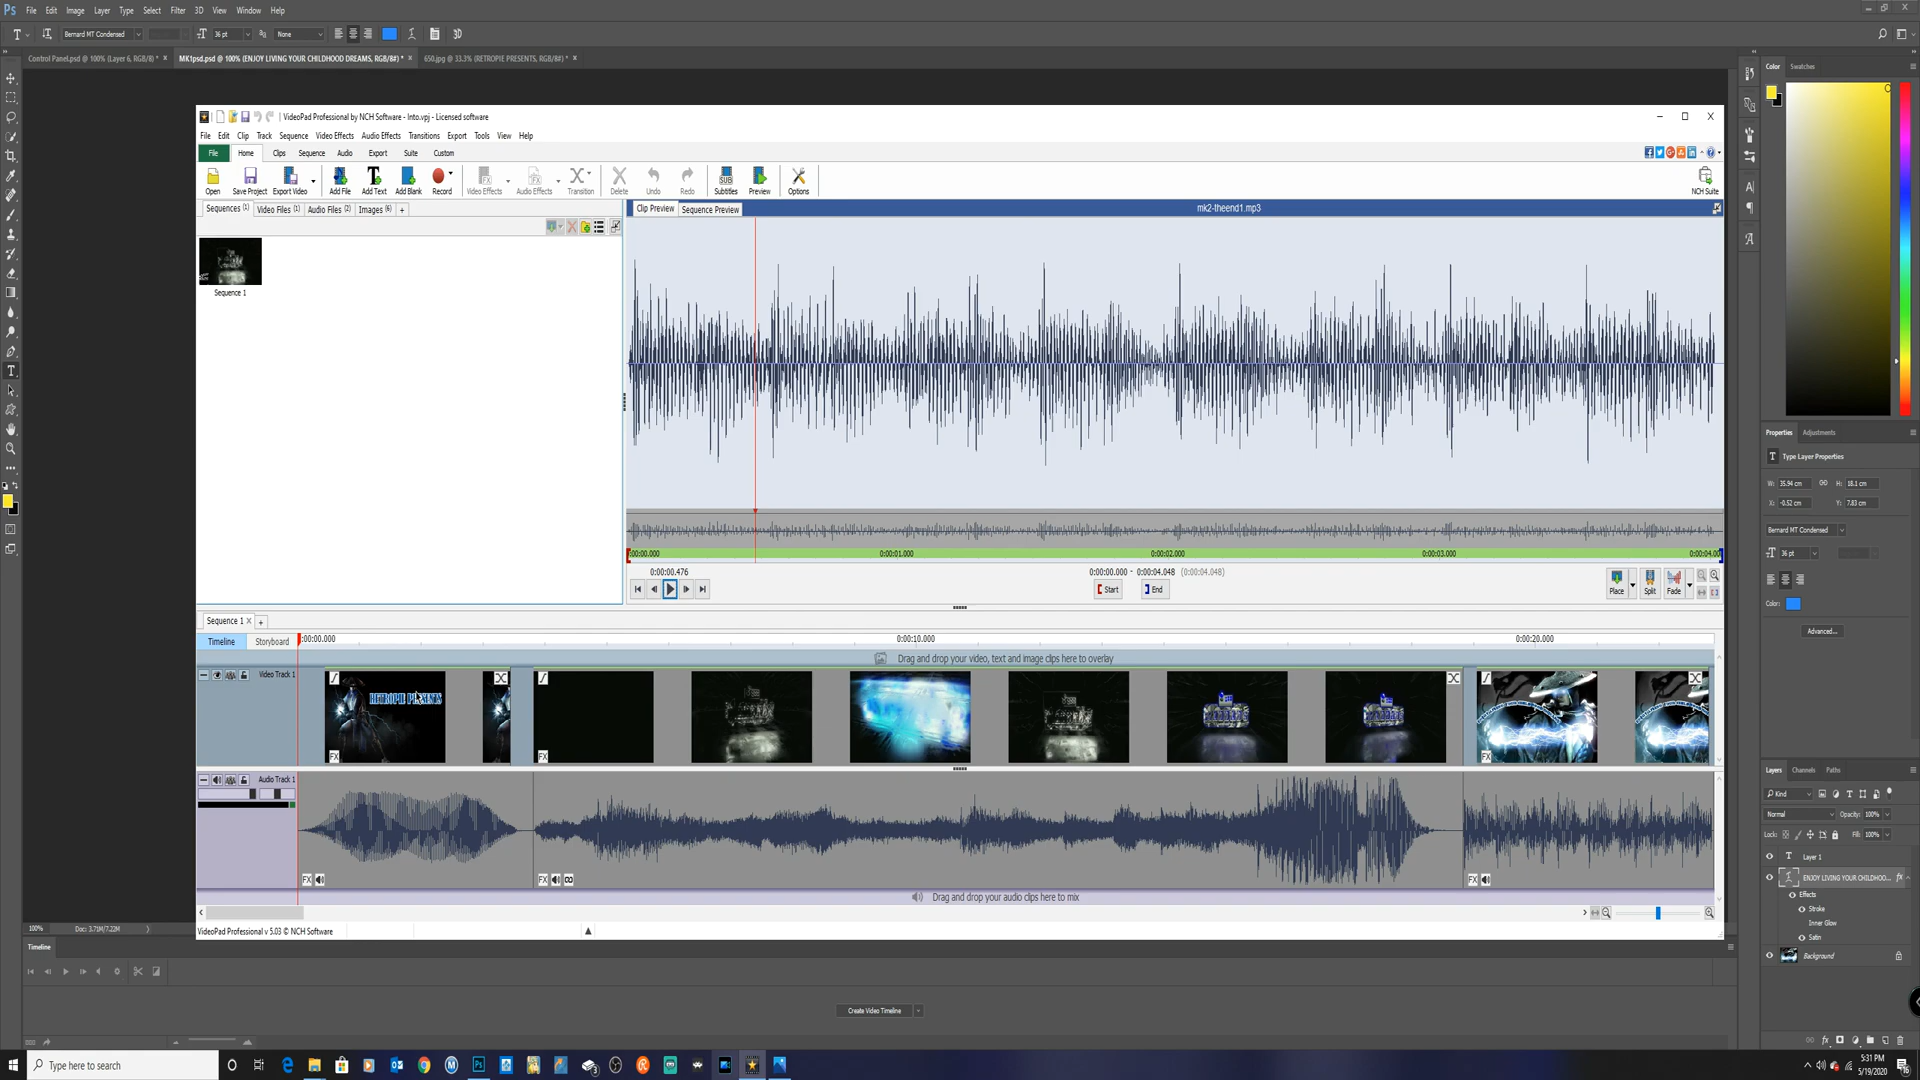 Ps File Edit Image Layer Type Select Filter 3D View Window Help
T Bernard MT Condensed 36 pt None 3D
Control Panel.psd @ 100% (Layer 6, RGB/8) * × MK1psd.psd @ 100% (ENJOY LIVING YOUR CHILDHOOD DREAMS, RGB/8#) * × 650.jpg @ 33.3% (RETROPIE PRESENTS, RGB/8#) * ×
Color Swatches
VideoPad Professional by NCH Software - Into.vpj - Licensed software
File Edit Clip Track Sequence Video Effects Audio Effects Transitions Export Tools View Help
File Home Clips Sequence Audio Export Suite Custom
Open Save Project Export Video Add File Add Text Add Blank Record Video Effects Audio Effects Transition Delete Undo Redo Subtitles Preview Options NCH Suite
Sequences (1) Video Files (1) Audio Files (2) Images (6) +
Clip Preview Sequence Preview mk2-theend1.mp3
Sequence 1
:00:00.000 0:00:01.000 0:00:02.000 0:00:03.000 0:00:04.00
0:00:00.476 0:00:00.000 - 0:00:04.048 (0:00:04.048)
Start End Place Split Fade
Sequence 1 × +
Timeline Storyboard :00:00.000 0:00:10.000 0:00:20.000
Drag and drop your video, text and image clips here to overlay
Video Track 1
RETROPIE PRESENTS
FX FX FX
Audio Track 1
FX FX FX
Drag and drop your audio clips here to mix
VideoPad Professional v 5.03 © NCH Software
Properties Adjustments
T Type Layer Properties
W: 35.94 cm H: 18.1 cm
X: -0.52 cm Y: 7.83 cm
Bernard MT Condensed
36 pt
Color:
Advanced...
Layers Channels Paths
Kind
Normal Opacity: 100%
Lock: Fill: 100%
T Layer 1
ENJOY LIVING YOUR CHILDHOO... fx
Effects
Stroke
Inner Glow
Satin
Background
100% Doc: 3.71M/7.22M
Timeline
Create Video Timeline
Type here to search
5:31 PM
5/19/2020